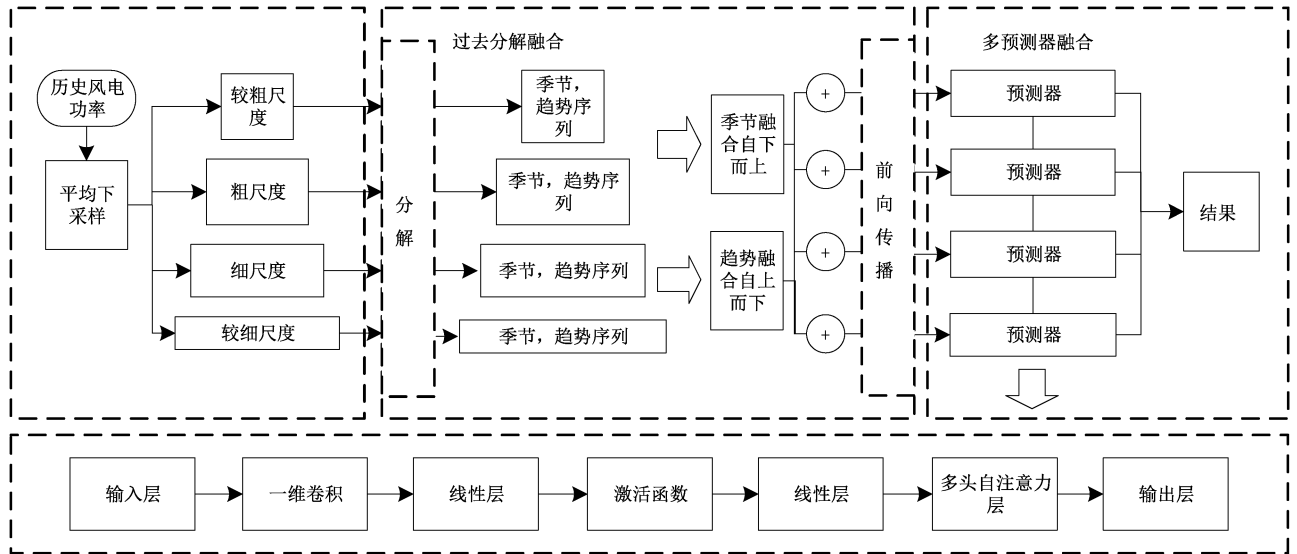 过去分解融合
多预测器融合
历史风电
功率
平均下
采样
较粗尺
度
粗尺度
细尺度
较细尺度
分
解
季节，
趋势序
列
季节，趋势序
列
季节，趋势序列
季节，趋势序列
季节融
合自下
而上
趋势融
合自上
而下
+
+
+
+
前
向
传
播
预测器
预测器
预测器
预测器
结果
输入层
一维卷积
线性层
激活函数
线性层
多头自注意力
层
输出层